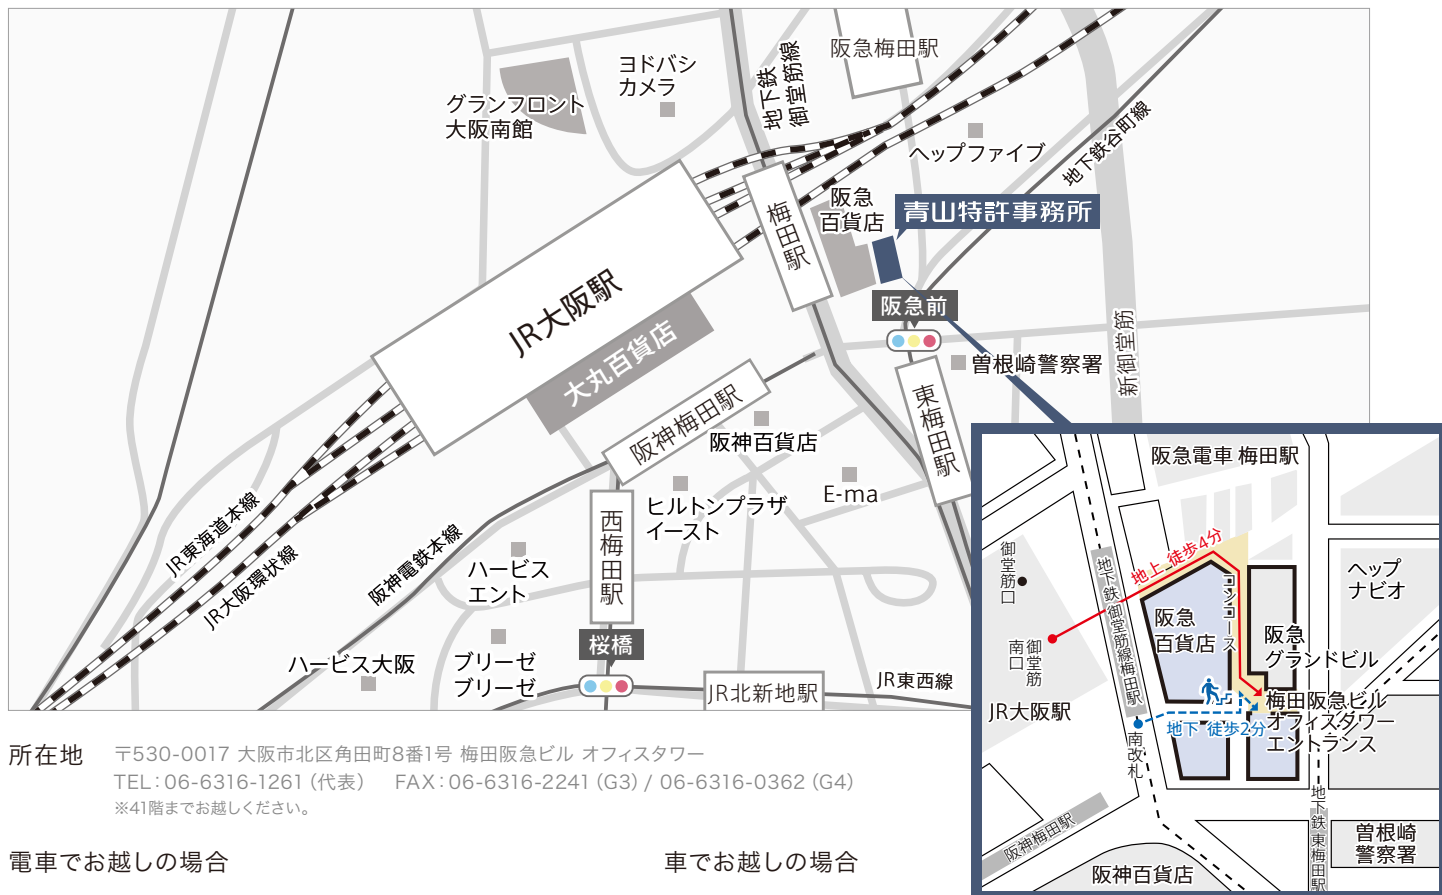 阪急梅田駅
ヨドバシ
カメラ
地下鉄
御堂筋線
グランフロント
大阪南館
ヘップファイブ
地下鉄谷町線
阪急
百貨店
青山特許事務所
梅田駅
JR大阪駅
阪急前
大丸百貨店
新御堂筋
曽根崎警察署
東梅田駅
阪神梅田駅
阪神百貨店
E-ma
ヒルトンプラザ
イースト
西梅田駅
JR東海道本線
JR大阪環状線
阪神電鉄本線
ハービス
エント
桜橋
ハービス大阪
ブリーゼ
ブリーゼ
JR北新地駅
JR東西線
阪急電車 梅田駅
地上 徒歩4分
御堂筋口
地下鉄御堂筋線梅田駅
コンコース
ヘップ
ナビオ
阪急
百貨店
御堂筋
南口
阪急
グランドビル
JR大阪駅
梅田阪急ビル
オフィスタワー
エントランス
地下 徒歩2分
南改札
地下鉄東梅田駅
阪神梅田駅
曽根崎
警察署
阪神百貨店
所在地
〒530-0017 大阪市北区角田町8番1号 梅田阪急ビル オフィスタワー
TEL：06-6316-1261（代表） FAX：06-6316-2241（G3）/ 06-6316-0362（G4）
※41階までお越しください。
電車でお越しの場合
車でお越しの場合